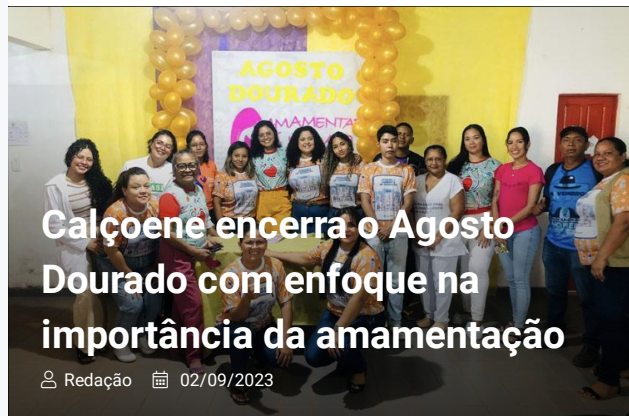 AGOSTO
DOURADO
AMAMENTA
Calçoene encerra o Agosto
Dourado com enfoque na
importância da amamentação
Redação 02/09/2023